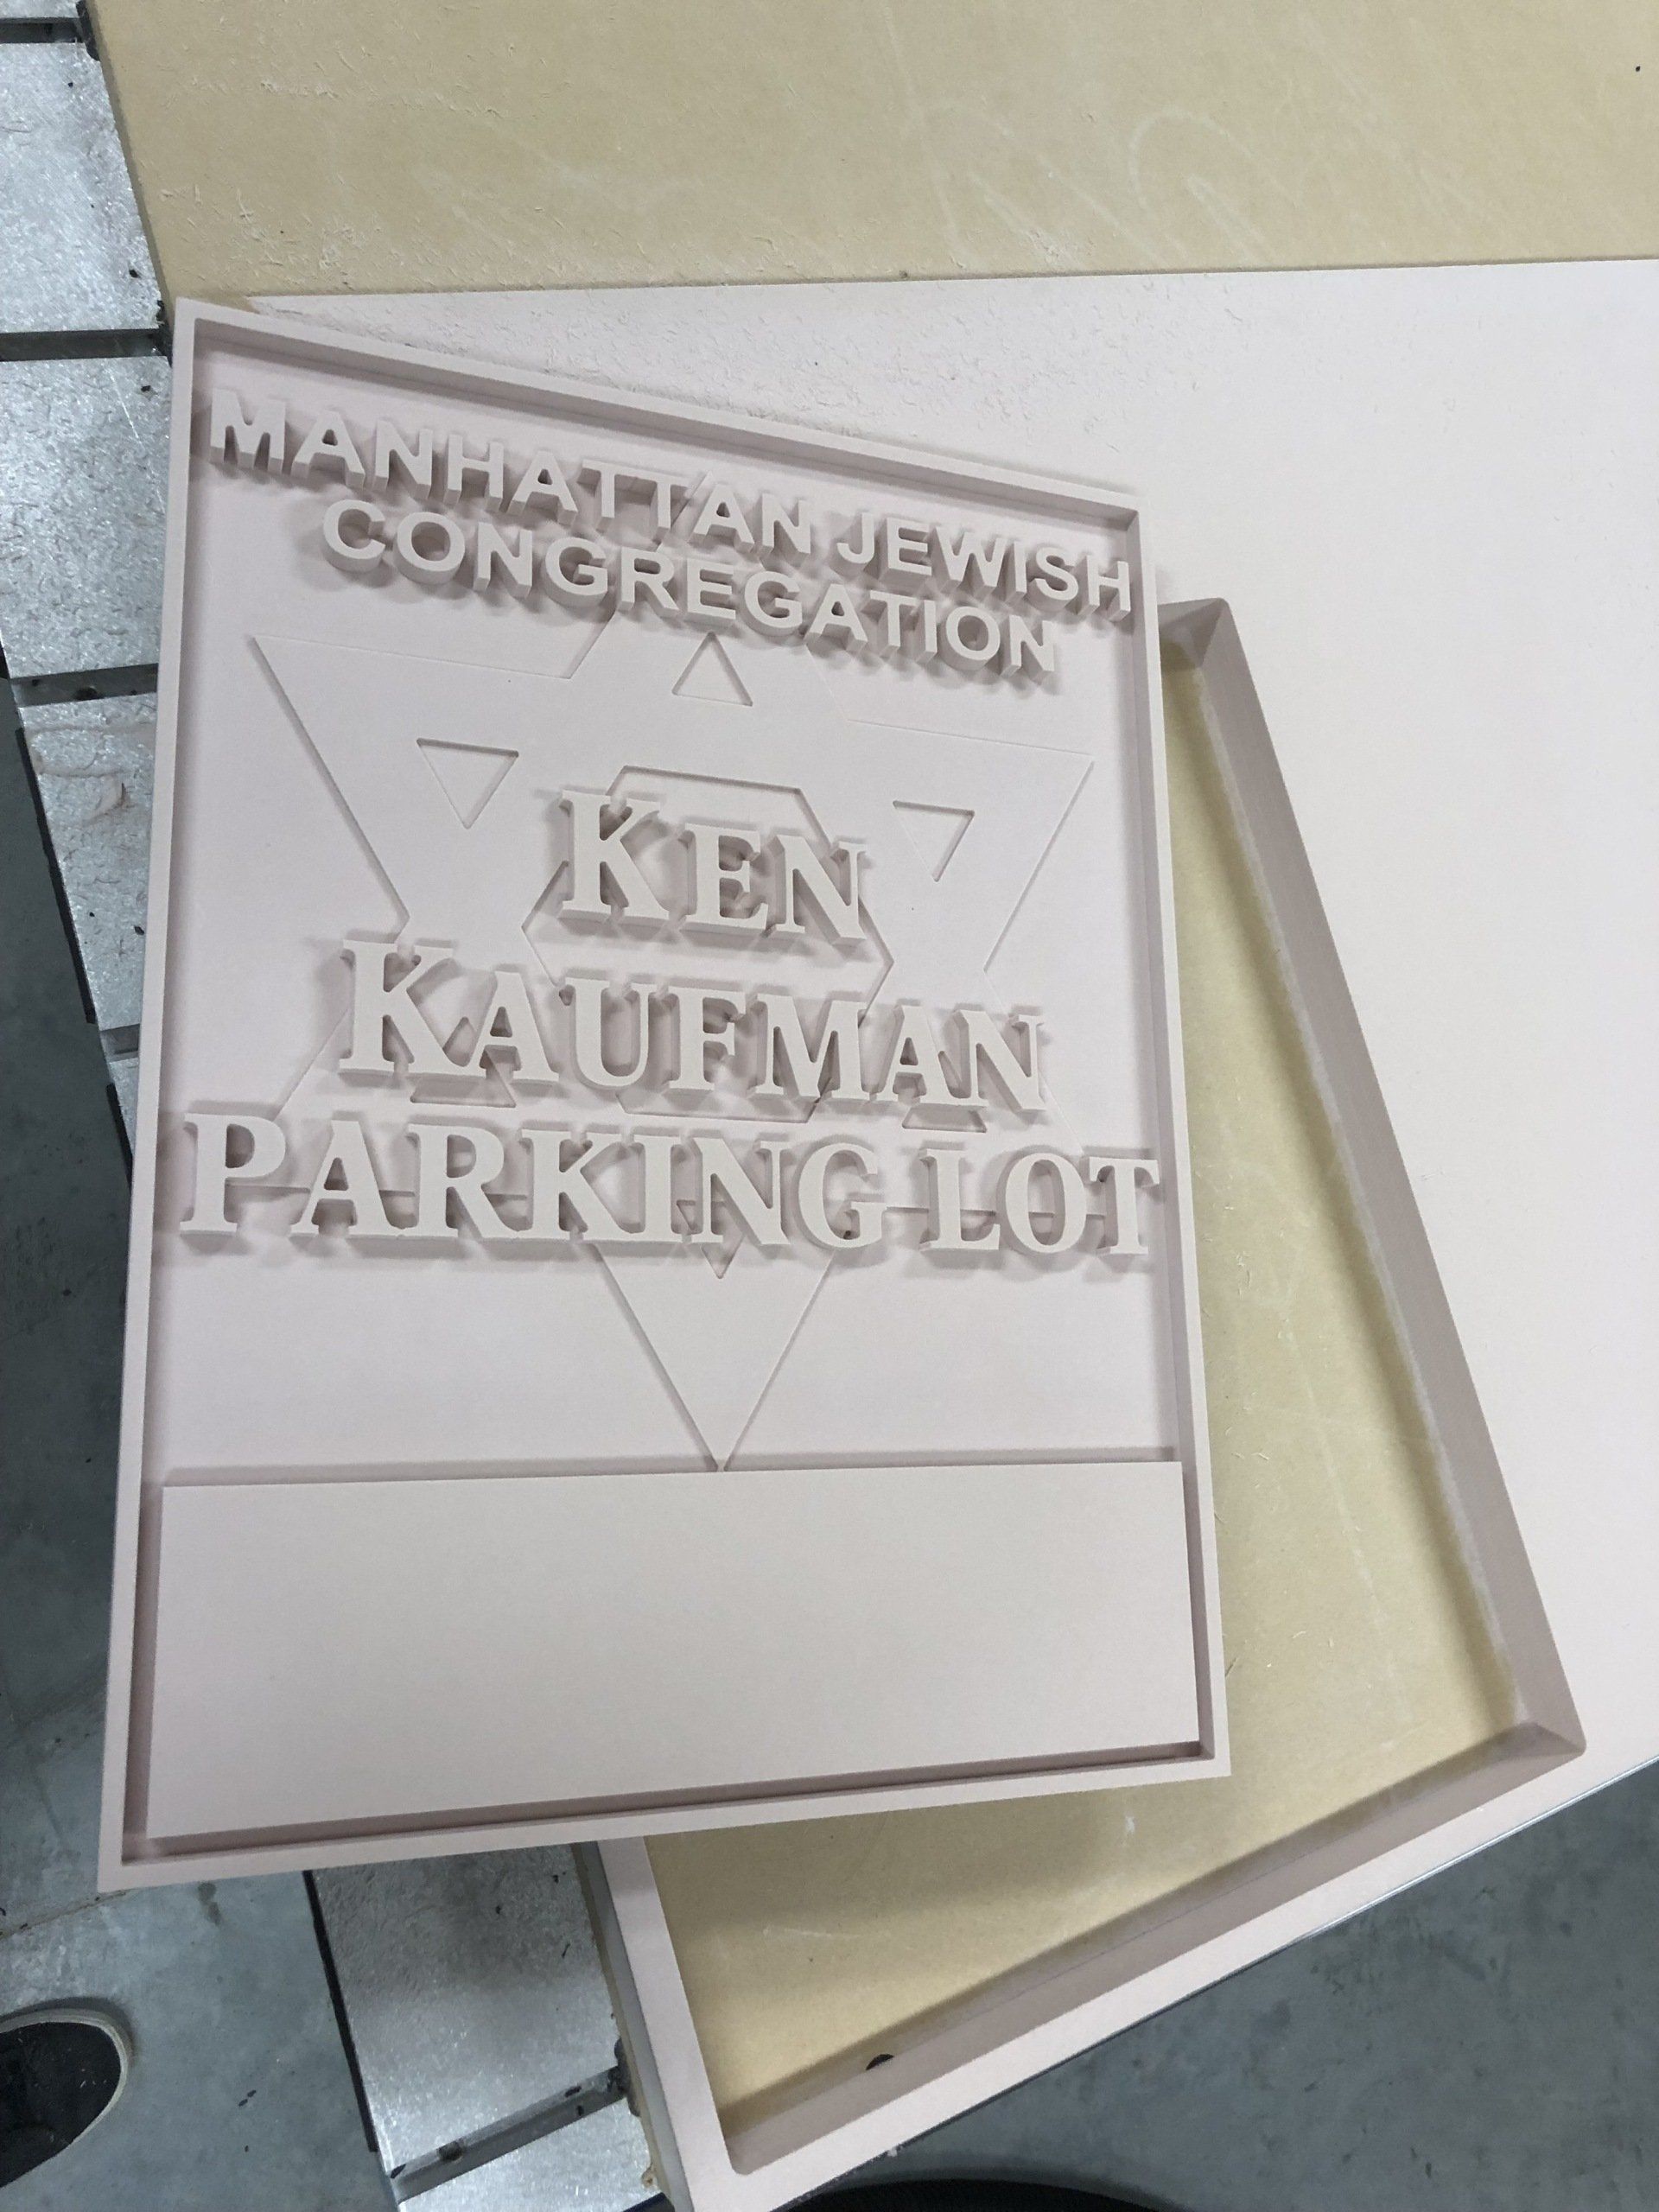 MANHATTAN JEWISH
CONGREGATION
KEN
KAUFMAN
PARKING LOT